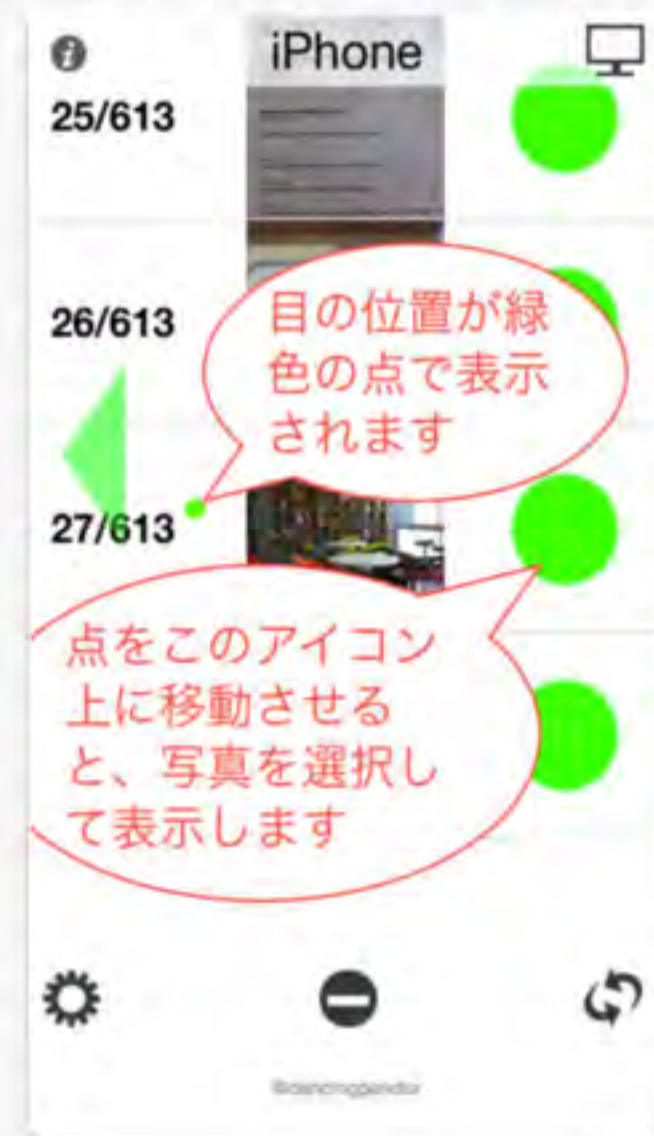 iPhone
25/613
26/613
目の位置が緑
色の点で表示
されます
27/613
点をこのアイコン
上に移動させる
と、写真を選択し
て表示します